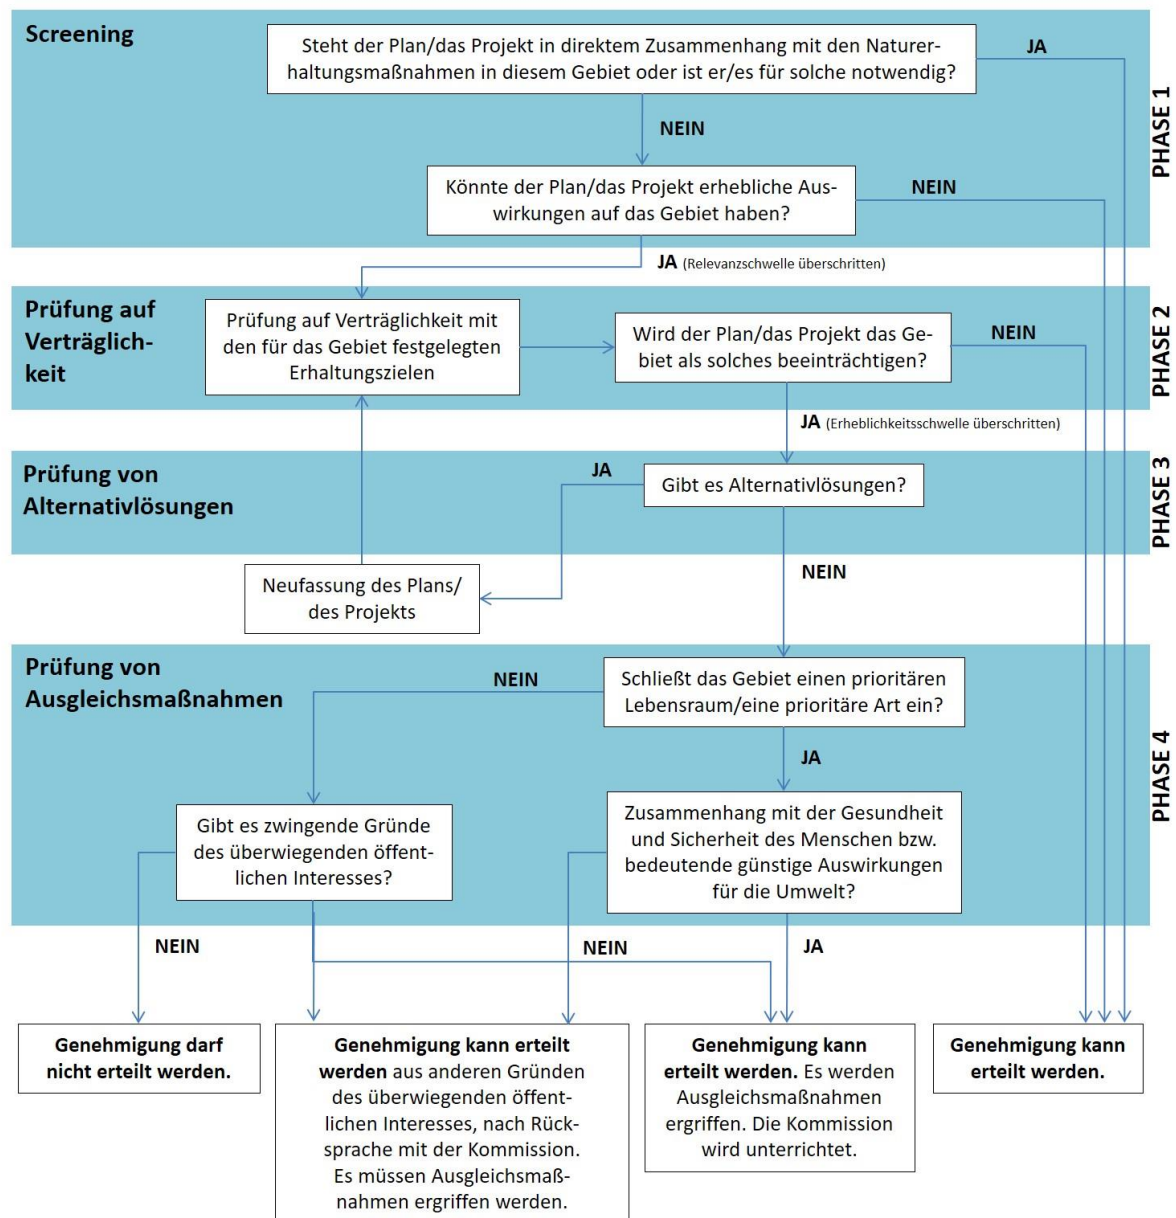 Screening
Steht der Plan/das Projekt in direktem Zusammenhang mit den Naturer-
haltungsmaßnahmen in diesem Gebiet oder ist er/es für solche notwendig?
JA
PHASE 1
NEIN
Könnte der Plan/das Projekt erhebliche Aus-
wirkungen auf das Gebiet haben?
NEIN
JA (Relevanzschwelle überschritten)
Prüfung auf
Verträglich-
keit
Prüfung auf Verträglichkeit mit
den für das Gebiet festgelegten
Erhaltungszielen
Wird der Plan/das Projekt das Ge-
biet als solches beeinträchtigen?
NEIN
PHASE 2
JA (Erheblichkeitsschwelle überschritten)
Prüfung von
Alternativlösungen
JA
Gibt es Alternativlösungen?
PHASE 3
NEIN
Neufassung des Plans/
des Projekts
Prüfung von
Ausgleichsmaßnahmen
NEIN
Schließt das Gebiet einen prioritären
Lebensraum/eine prioritäre Art ein?
PHASE 4
JA
Gibt es zwingende Gründe
des überwiegenden öffent-
lichen Interesses?
Zusammenhang mit der Gesundheit
und Sicherheit des Menschen bzw.
bedeutende günstige Auswirkungen
für die Umwelt?
NEIN
NEIN
JA
Genehmigung darf
nicht erteilt werden.
Genehmigung kann erteilt
werden aus anderen Gründen
des überwiegenden öffent-
lichen Interesses, nach Rück-
sprache mit der Kommission.
Es müssen Ausgleichsmaß-
nahmen ergriffen werden.
Genehmigung kann
erteilt werden. Es werden
Ausgleichsmaßnahmen
ergriffen. Die Kommission
wird unterrichtet.
Genehmigung kann
erteilt werden.